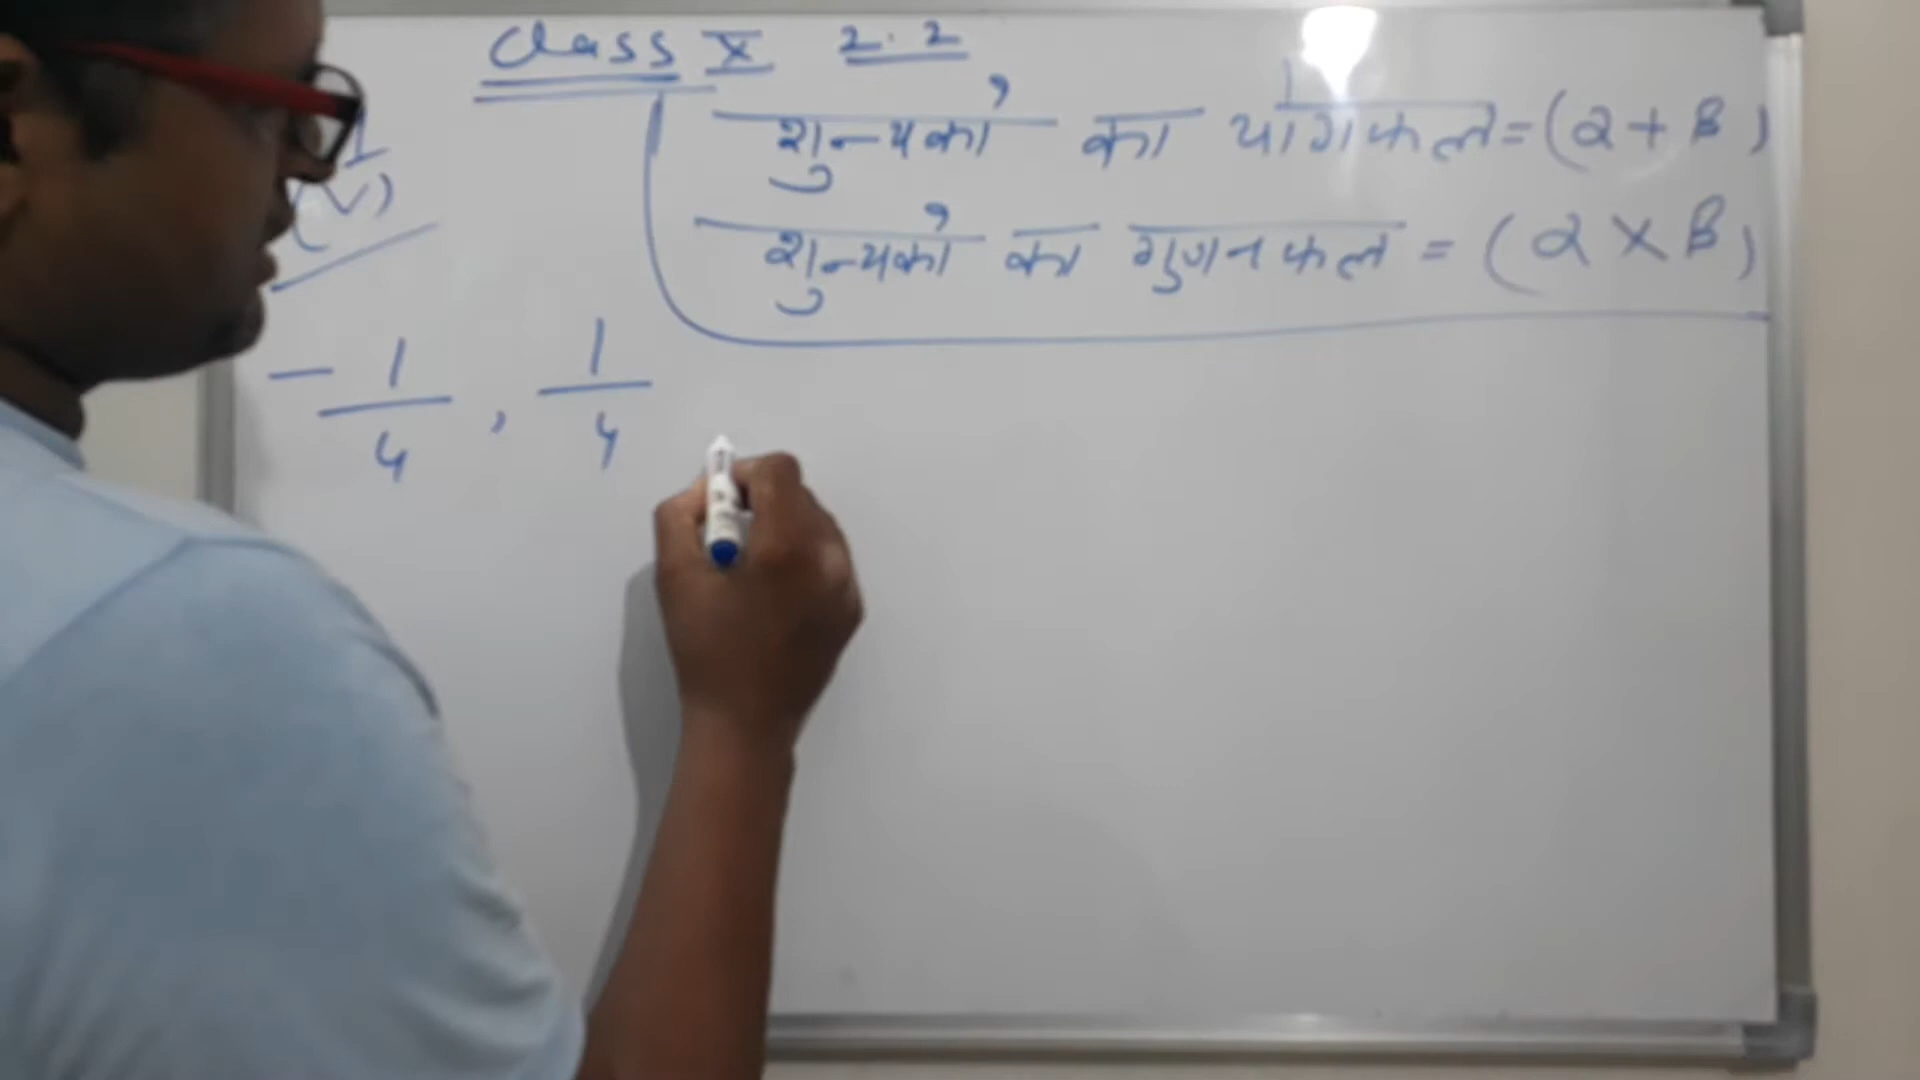 Class X 2.2
शुन्यको का योगफल = (α + β)
(v)
शुन्यको का गुणनफल = (α × β)
- 1/4 , 1/4